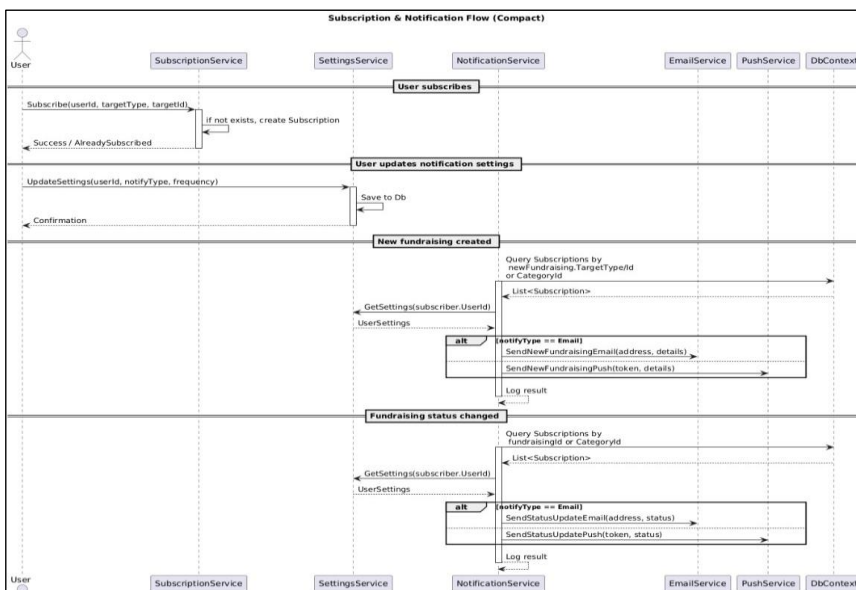 Subscription & Notification Flow (Compact)
User
SubscriptionService
SettingsService
NotificationService
EmailService
PushService
DbContext
User subscribes
Subscribe(userId, targetType, targetId)
if not exists, create Subscription
Success / AlreadySubscribed
User updates notification settings
UpdateSettings(userId, notifyType, frequency)
Save to Db
Confirmation
New fundraising created
Query Subscriptions by
newFundraising.TargetType/Id
or CategoryId
List<Subscription>
GetSettings(subscriber.UserId)
UserSettings
alt
[notifyType == Email]
SendNewFundraisingEmail(address, details)
SendNewFundraisingPush(token, details)
Log result
Fundraising status changed
Query Subscriptions by
fundraisingId or CategoryId
List<Subscription>
GetSettings(subscriber.UserId)
UserSettings
alt
[notifyType == Email]
SendStatusUpdateEmail(address, status)
SendStatusUpdatePush(token, status)
Log result
User
SubscriptionService
SettingsService
NotificationService
EmailService
PushService
DbContext